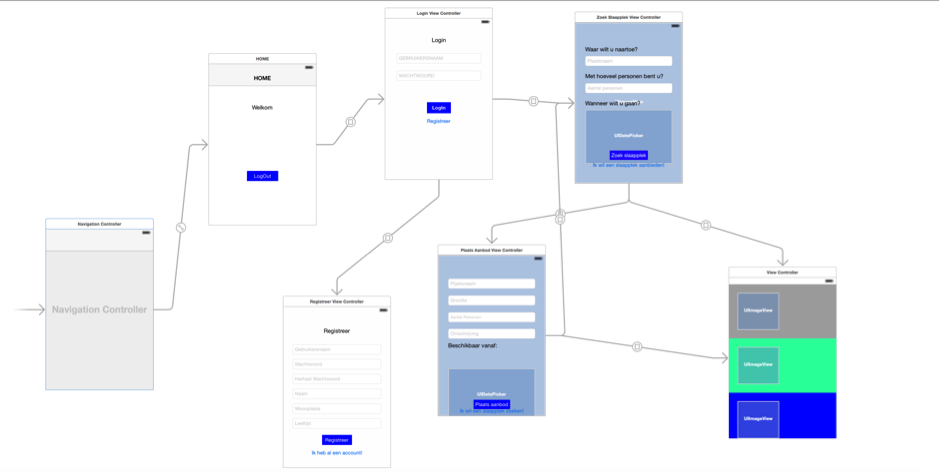 Login View Controller
Login
GEBRUIKERSNAAM
WACHTWOORD
Login
Registreer
Zoek Slaapplek View Controller
Waar wilt u naartoe?
Plaatsnaam
Met hoeveel personen bent u?
Aantal personen
Wanneer wilt u gaan?
UIDatePicker
Zoek slaapplek
Ik wil een slaapplek aanbieden!
HOME
HOME
Welkom
LogOut
Navigation Controller
Navigation Controller
Registreer View Controller
Registreer
Gebruikersnaam
Wachtwoord
Herhaal Wachtwoord
Naam
Woonplaats
Leeftijd
Registreer
Ik heb al een account!
Plaats Aanbod View Controller
Plaatsnaam
Grootte
Aantal Personen
Omschrijving
Beschikbaar vanaf:
UIDatePicker
Plaats aanbod
Ik wil een slaapplek zoeken!
View Controller
UIImageView
UIImageView
UIImageView